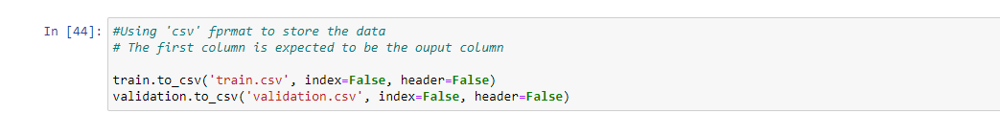 In [44]: #Using 'csv' fprmat to store the data
# The first column is expected to be the ouput column
train.to_csv('train.csv', index=False, header=False)
validation.to_csv('validation.csv', index=False, header=False)